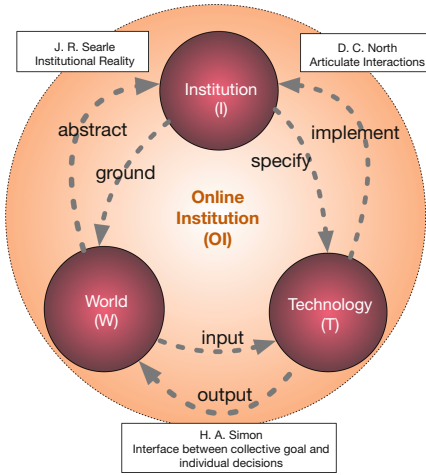 J. R. Searle
Institutional Reality
D. C. North
Articulate Interactions
Institution
(I)
abstract
implement
ground
specify
Online
Institution
(OI)
World
(W)
Technology
(T)
input
output
H. A. Simon
Interface between collective goal and
individual decisions